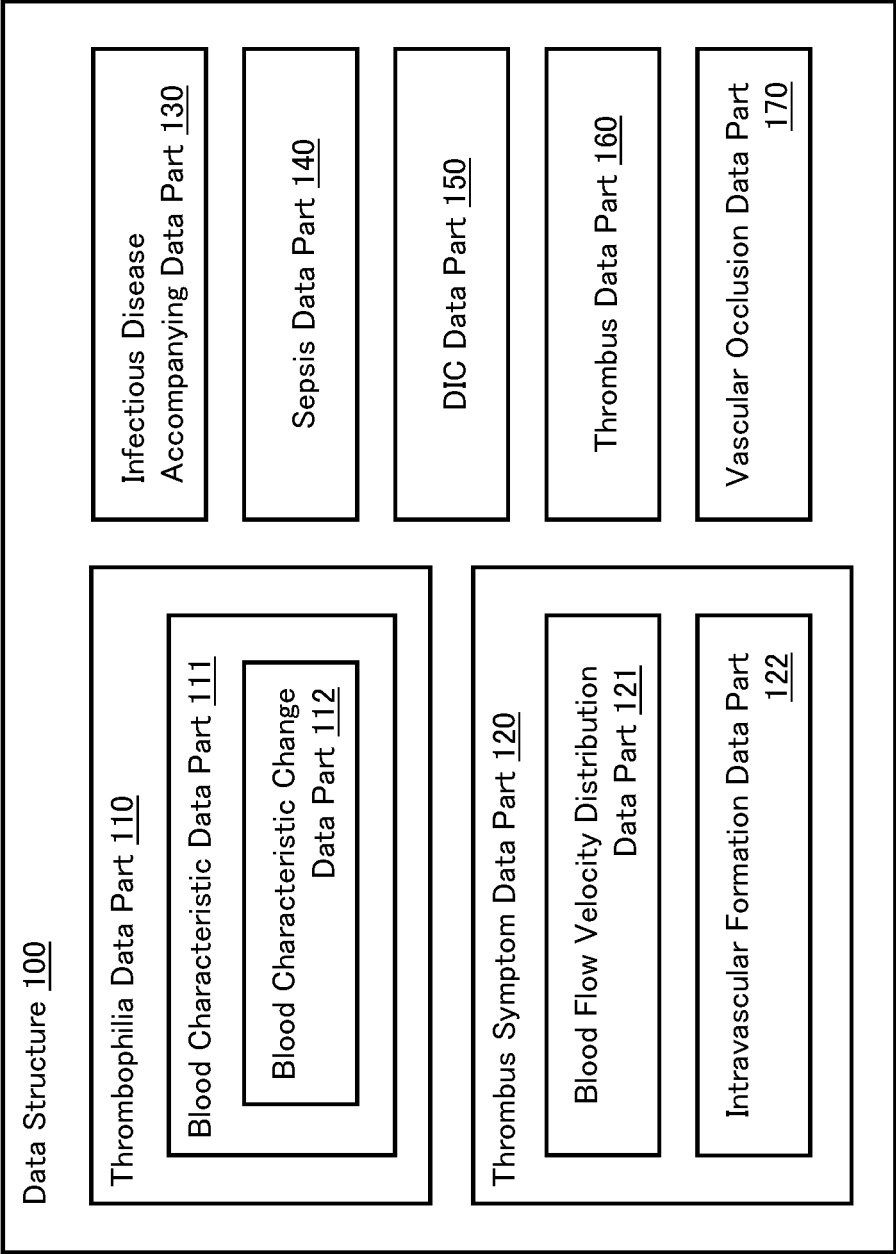 Data Structure 100
Thrombophilia Data Part 110
Blood Characteristic Data Part 111
Blood Characteristic Change
Data Part 112
Thrombus Symptom Data Part 120
Blood Flow Velocity Distribution
Data Part 121
Intravascular Formation Data Part
122
Infectious Disease
Accompanying Data Part 130
Sepsis Data Part 140
DIC Data Part 150
Thrombus Data Part 160
Vascular Occlusion Data Part
170